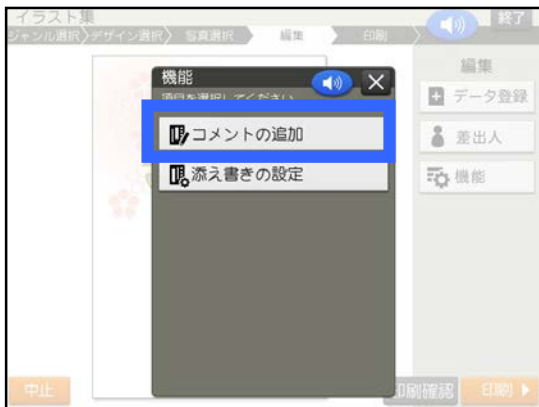 イラスト集
終了
ジャンル選択〉デザイン選択〉 写真選択 編集 印刷
編集
データ登録
差出人
機能
機能
項目を選択してください
コメントの追加
添え書きの設定
中止
印刷確認
印刷